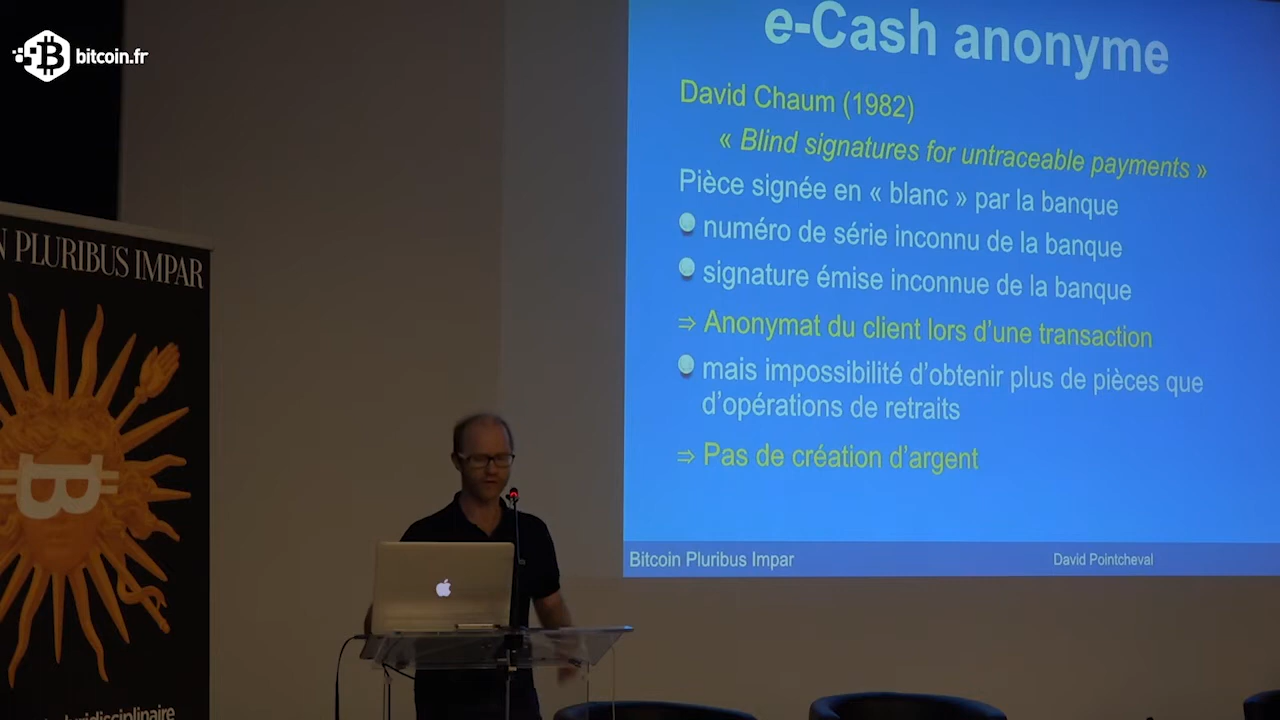 bitcoin.fr
e-Cash anonyme
David Chaum (1982)
« Blind signatures for untraceable payments »
Pièce signée en « blanc » par la banque
numéro de série inconnu de la banque
signature émise inconnue de la banque
⇒ Anonymat du client lors d'une transaction
mais impossibilité d'obtenir plus de pièces que
d'opérations de retraits
⇒ Pas de création d'argent
Bitcoin Pluribus Impar
David Pointcheval
N PLURIBUS IMPAR
pluridisciplinaire